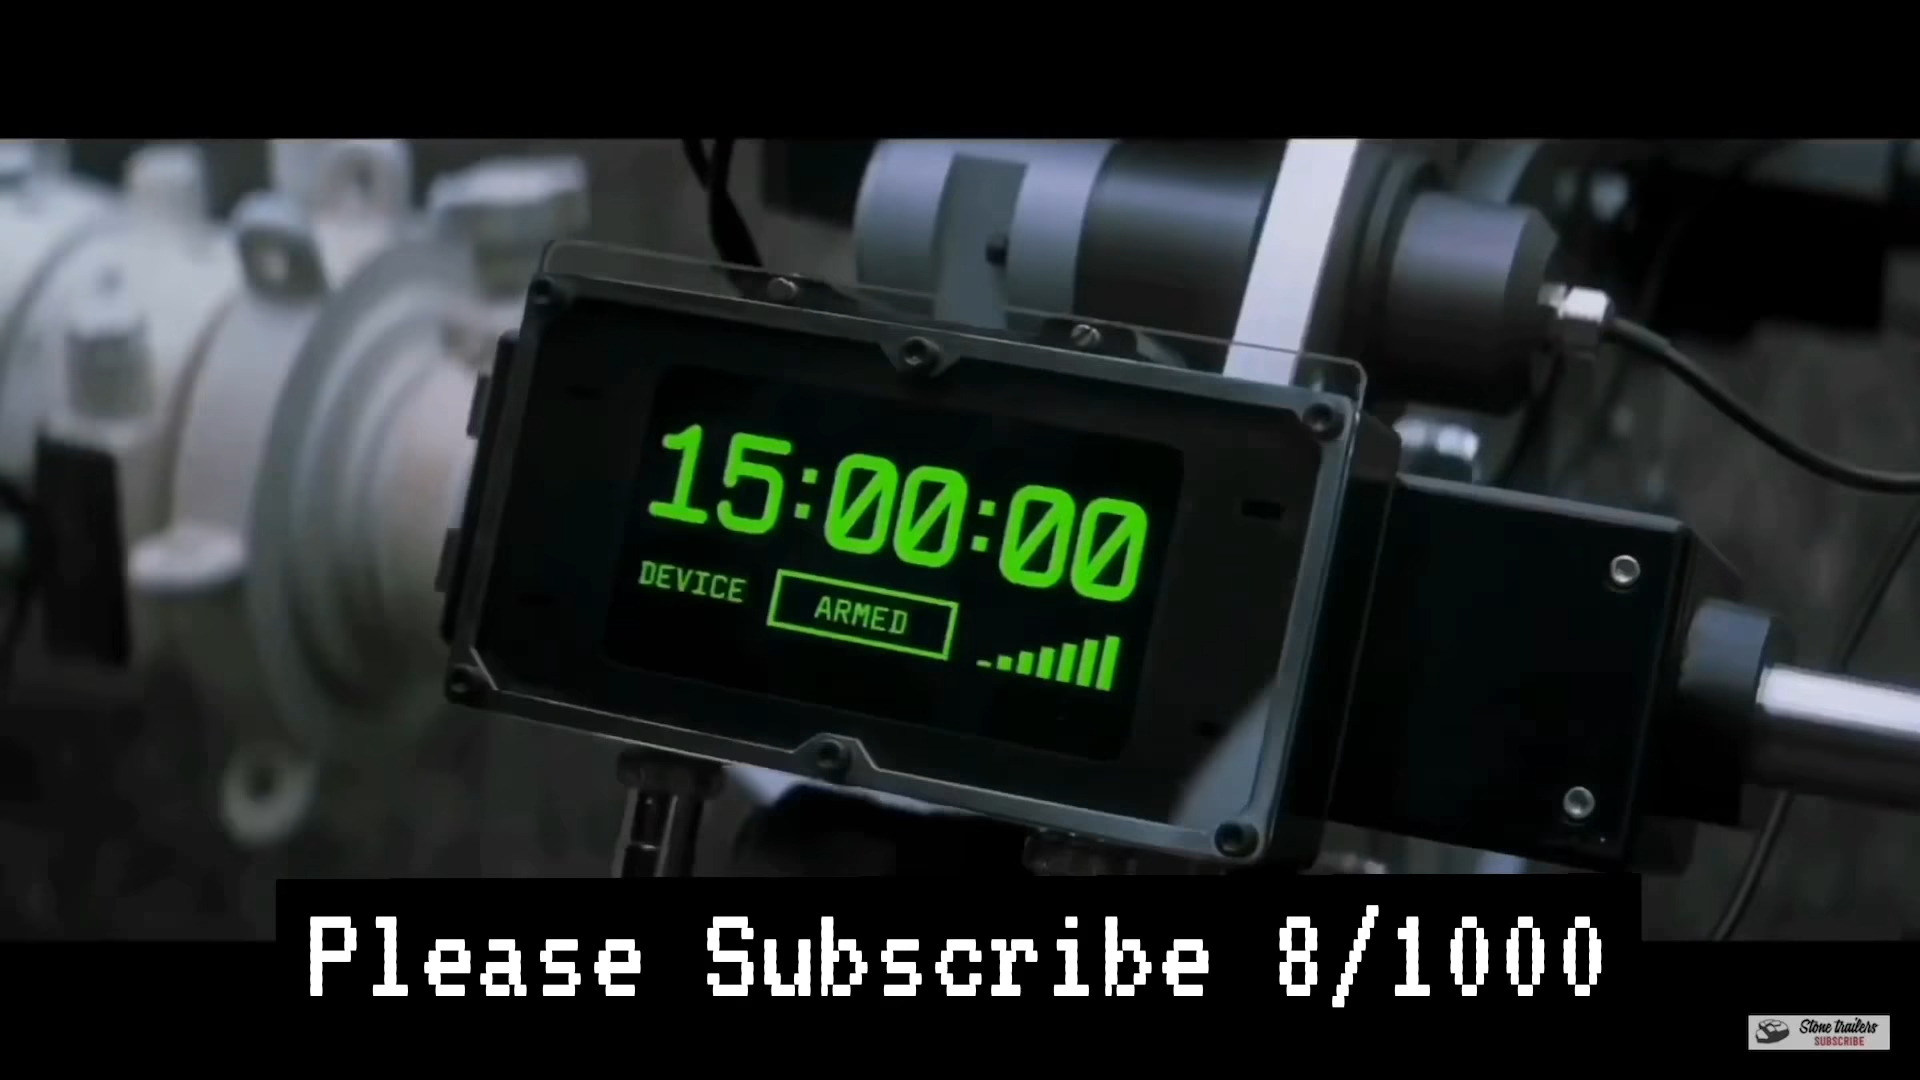 15:00:00
DEVICE ARMED
Please Subscribe 8/1000
Stone trailers
SUBSCRIBE